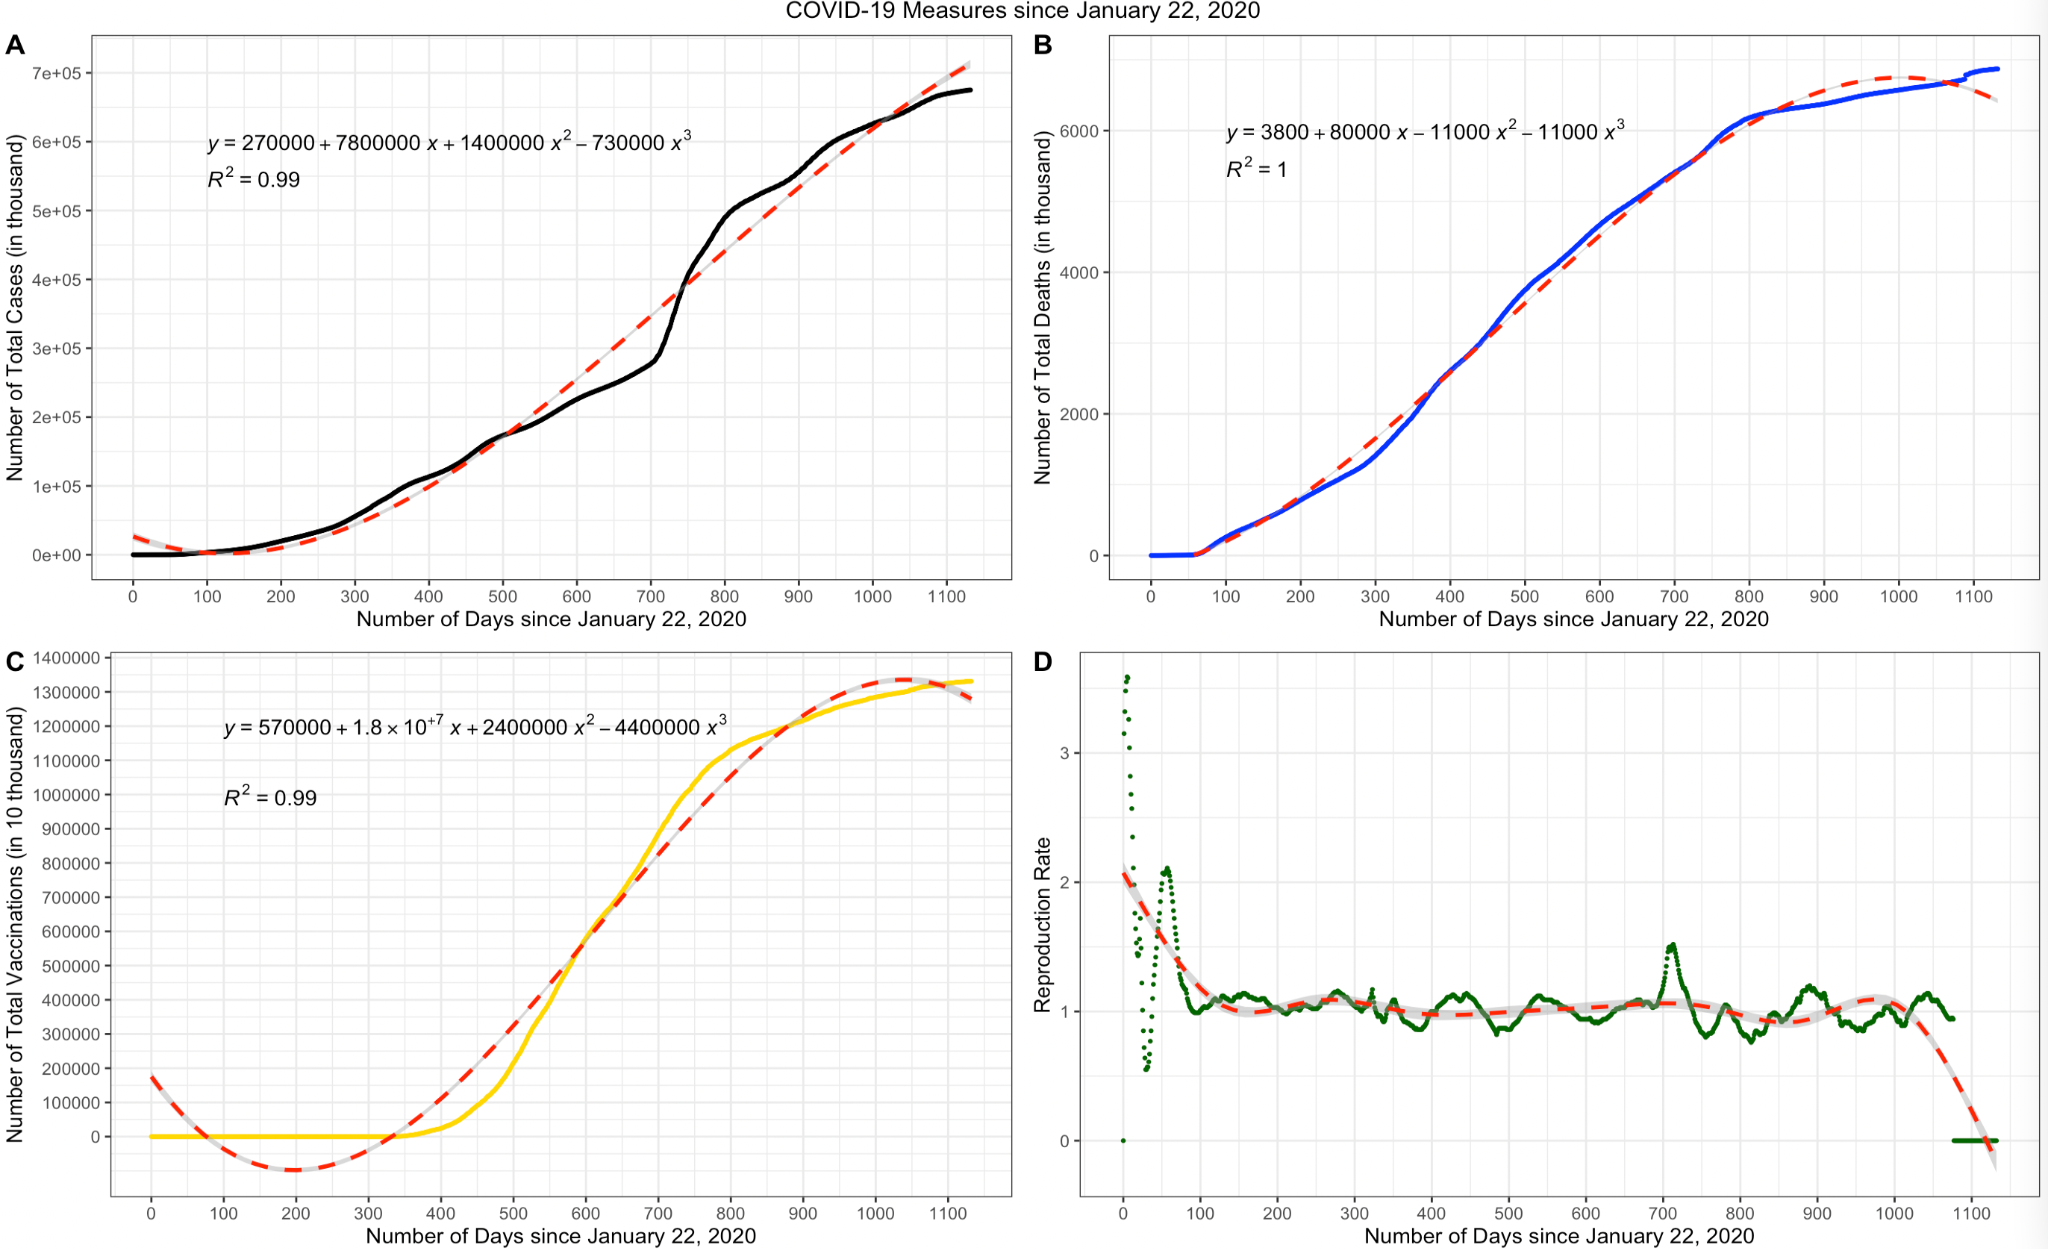 COVID-19 Measures since January 22, 2020
A
Number of Total Cases (in thousand)
7e+05
6e+05
5e+05
4e+05
3e+05
2e+05
1e+05
0e+00
y = 270000 + 7800000 x + 1400000 x² − 730000 x³
R² = 0.99
0 100 200 300 400 500 600 700 800 900 1000 1100
Number of Days since January 22, 2020
B
Number of Total Deaths (in thousand)
6000
4000
2000
0
y = 3800 + 80000 x − 11000 x² − 11000 x³
R² = 1
0 100 200 300 400 500 600 700 800 900 1000 1100
Number of Days since January 22, 2020
C
Number of Total Vaccinations (in 10 thousand)
1400000
1300000
1200000
1100000
1000000
900000
800000
700000
600000
500000
400000
300000
200000
100000
0
y = 570000 + 1.8 × 10⁺⁷ x + 2400000 x² − 4400000 x³
R² = 0.99
0 100 200 300 400 500 600 700 800 900 1000 1100
Number of Days since January 22, 2020
D
Reproduction Rate
3
2
1
0
0 100 200 300 400 500 600 700 800 900 1000 1100
Number of Days since January 22, 2020